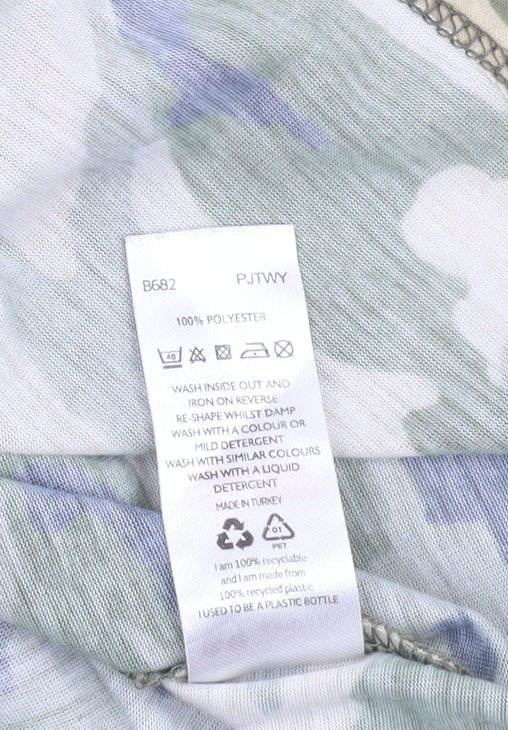 B682 PJTWY
100% POLYESTER
40
WASH INSIDE OUT AND
IRON ON REVERSE
RE-SHAPE WHILST DAMP
WASH WITH A COLOUR OR
MILD DETERGENT
WASH WITH SIMILAR COLOURS
WASH WITH A LIQUID
DETERGENT
MADE IN TURKEY
01
PET
I am 100% recyclable
and I am made from
100% recycled plastic
I USED TO BE A PLASTIC BOTTLE